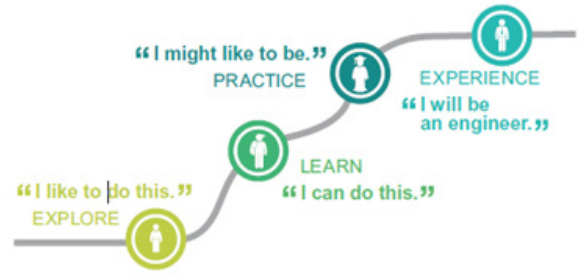 “I might like to be.”
PRACTICE
EXPERIENCE
“I will be
an engineer.”
LEARN
“I can do this.”
“I like to do this.”
EXPLORE